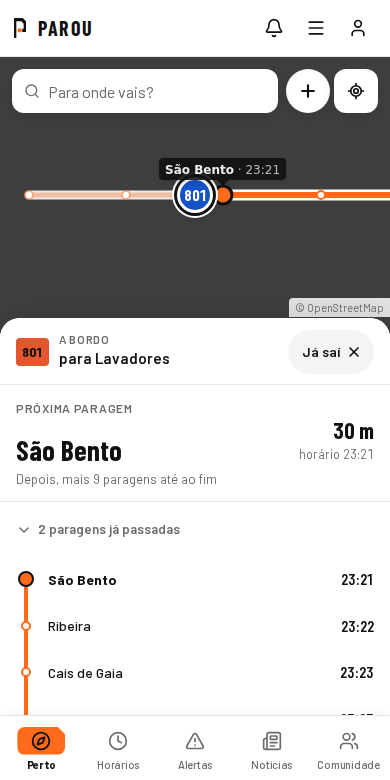 PAROU
Para onde vais?
São Bento · 23:21
801
© OpenStreetMap
801
A BORDO
para Lavadores
Já saí
PRÓXIMA PARAGEM
São Bento
Depois, mais 9 paragens até ao fim
30 m
horário 23:21
2 paragens já passadas
São Bento 23:21
Ribeira 23:22
Cais de Gaia 23:23
Perto
Horários
Alertas
Notícias
Comunidade